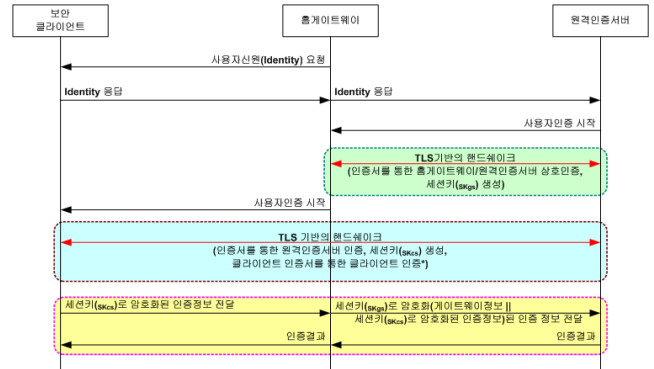 보안
클라이언트
홈게이트웨이
원격인증서버
사용자신원(Identity) 요청
Identity 응답
Identity 응답
사용자인증 시작
TLS기반의 핸드쉐이크
(인증서를 통한 홈게이트웨이/원격인증서버 상호인증,
세션키(SKgs) 생성)
사용자인증 시작
TLS 기반의 핸드쉐이크
(인증서를 통한 원격인증서버 인증, 세션키(SKcs) 생성,
클라이언트 인증서를 통한 클라이언트 인증*)
세션키(SKcs)로 암호화된 인증정보 전달
세션키(SKgs)로 암호화(게이트웨이정보 ||
세션키(SKcs)로 암호화된 인증정보)된 인증 정보 전달
인증결과
인증결과